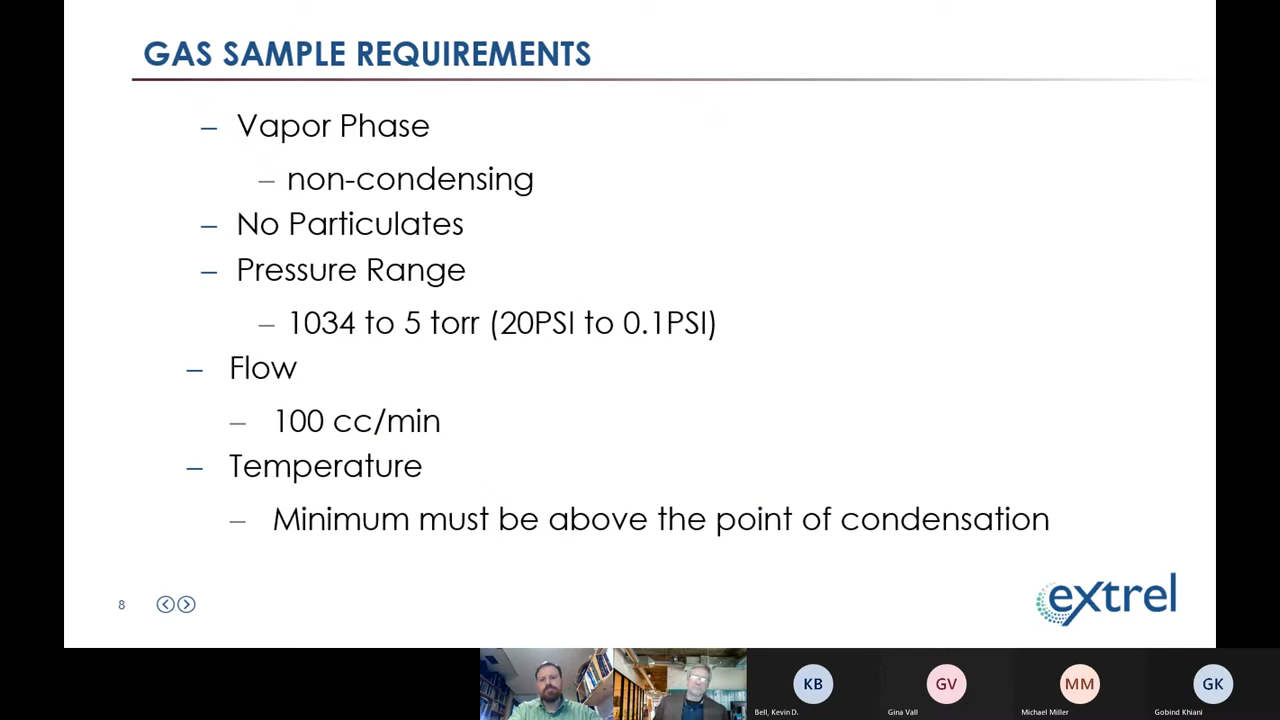 GAS SAMPLE REQUIREMENTS
– Vapor Phase
– non-condensing
– No Particulates
– Pressure Range
– 1034 to 5 torr (20PSI to 0.1PSI)
– Flow
– 100 cc/min
– Temperature
– Minimum must be above the point of condensation
8
extrel
KB
GV
MM
GK
Bell, Kevin D.
Gina Vall
Michael Miller
Gobind Khiani